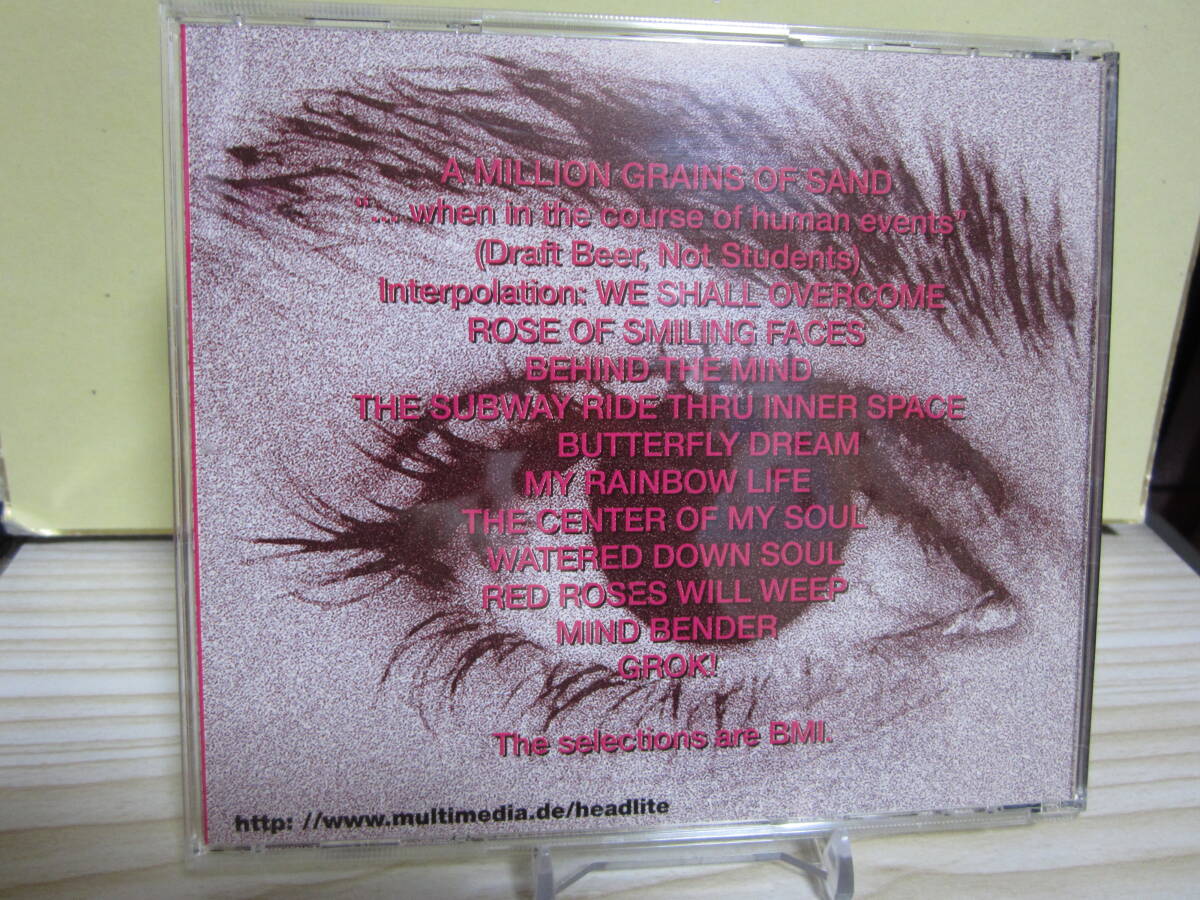 A MILLION GRAINS OF SAND
"... when in the course of human events"
(Draft Beer, Not Students)
Interpolation: WE SHALL OVERCOME
ROSE OF SMILING FACES
BEHIND THE MIND
THE SUBWAY RIDE THRU INNER SPACE
BUTTERFLY DREAM
MY RAINBOW LIFE
THE CENTER OF MY SOUL
WATERED DOWN SOUL
RED ROSES WILL WEEP
MIND BENDER
GROK!
The selections are BMI.
http: //www.multimedia.de/headlite